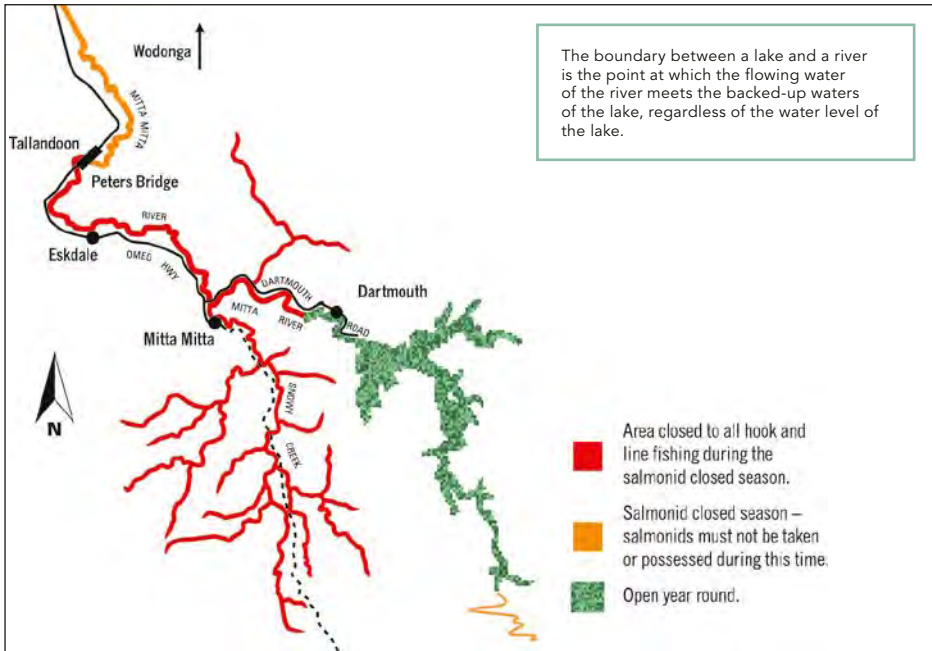 Wodonga
The boundary between a lake and a river
is the point at which the flowing water
of the river meets the backed-up waters
of the lake, regardless of the water level of
the lake.
MITTA MITTA
Tallandoon
Peters Bridge
RIVER
Eskdale
OMEO HWY
DARTMOUTH
ROAD
Dartmouth
MITTA
RIVER
Mitta Mitta
N
SNOWY
CREEK
Area closed to all hook and
line fishing during the
salmonid closed season.
Salmonid closed season –
salmonids must not be taken
or possessed during this time.
Open year round.